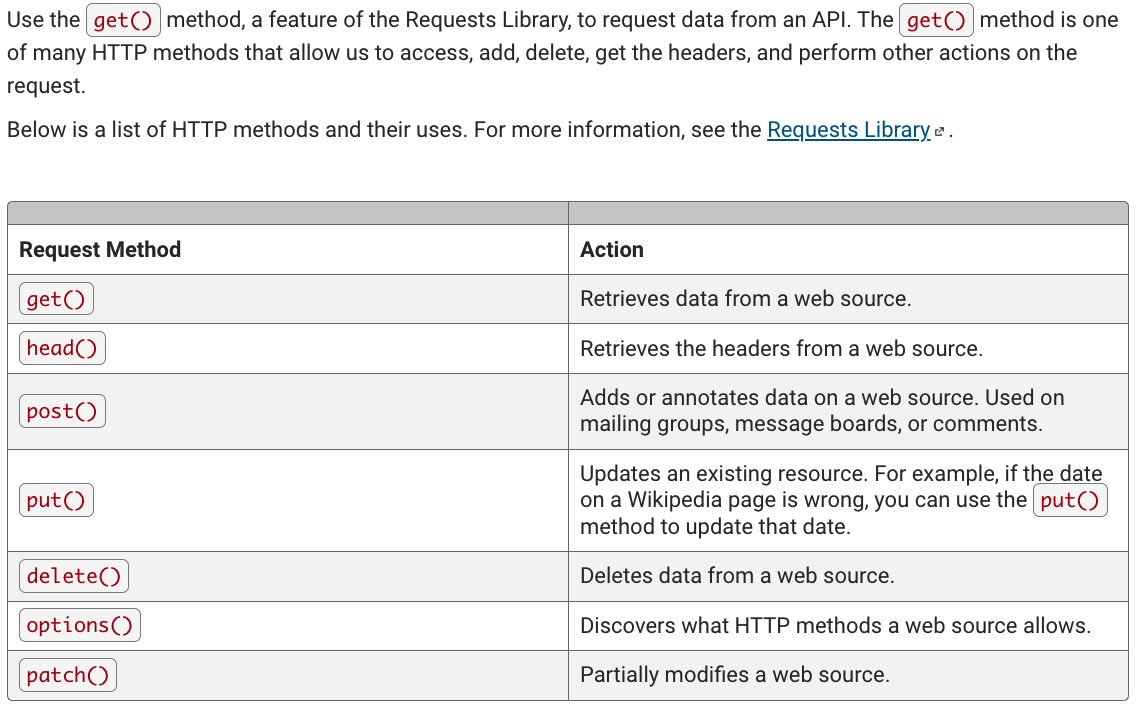 Use the get() method, a feature of the Requests Library, to request data from an API. The get() method is one
of many HTTP methods that allow us to access, add, delete, get the headers, and perform other actions on the
request.
Below is a list of HTTP methods and their uses. For more information, see the Requests Library.
Request Method Action
get() Retrieves data from a web source.
head() Retrieves the headers from a web source.
post() Adds or annotates data on a web source. Used on
mailing groups, message boards, or comments.
put() Updates an existing resource. For example, if the date
on a Wikipedia page is wrong, you can use the put()
method to update that date.
delete() Deletes data from a web source.
options() Discovers what HTTP methods a web source allows.
patch() Partially modifies a web source.